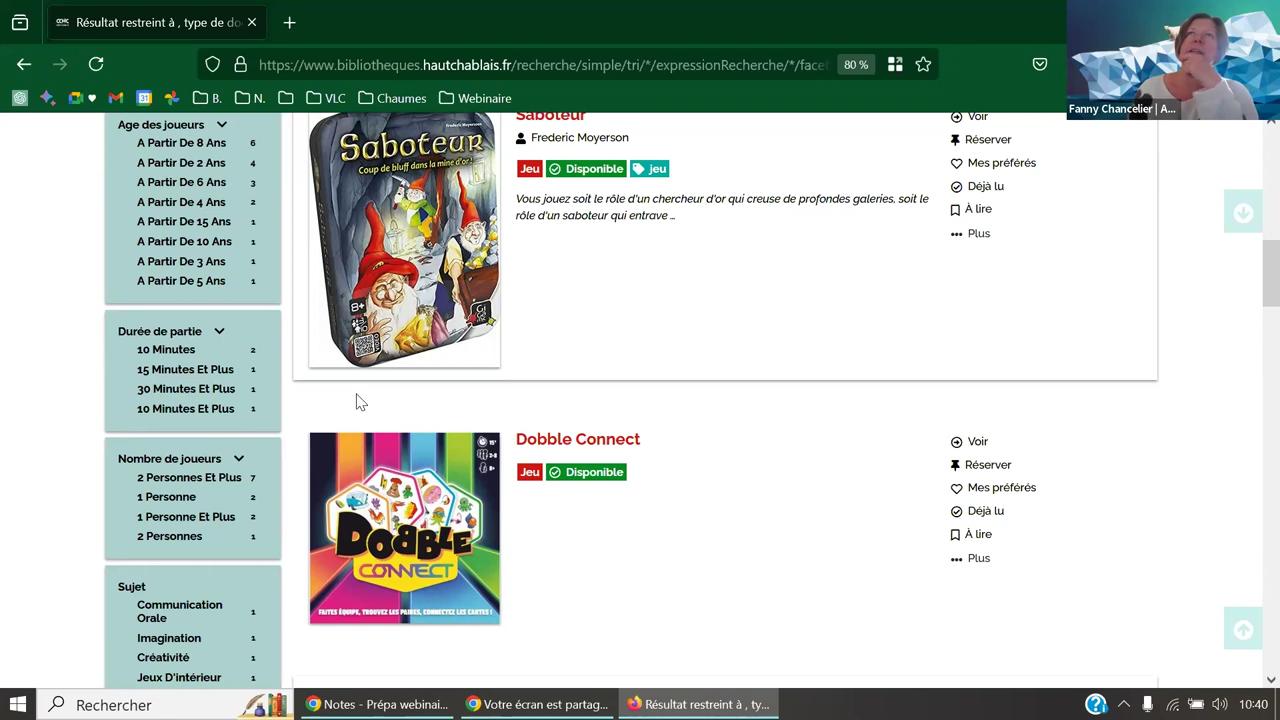 Résultat restreint à , type de do
https://www.bibliotheques.hautchablais.fr/recherche/simple/tri/*/expressionRecherche/*/facet
80 %
B.
N.
VLC
Chaumes
Webinaire
Fanny Chancelier | A...
Age des joueurs
A Partir De 8 Ans 6
A Partir De 2 Ans 4
A Partir De 6 Ans 3
A Partir De 4 Ans 2
A Partir De 15 Ans 1
A Partir De 10 Ans 1
A Partir De 3 Ans 1
A Partir De 5 Ans 1
Durée de partie
10 Minutes 2
15 Minutes Et Plus 1
30 Minutes Et Plus 1
10 Minutes Et Plus 1
Nombre de joueurs
2 Personnes Et Plus 7
1 Personne 2
1 Personne Et Plus 2
2 Personnes 1
Sujet
Communication
Orale 1
Imagination 1
Créativité 1
Jeux D'intérieur 1
Frederic Moyersoen
Saboteur
Coup de bluff dans la mine d'or !
8+
Saboteur
Frederic Moyerson
Jeu Disponible jeu
Vous jouez soit le rôle d'un chercheur d'or qui creuse de profondes galeries, soit le
rôle d'un saboteur qui entrave ...
Voir
Réserver
Mes préférés
Déjà lu
À lire
Plus
15'
2-8
8+
DOBBLE
CONNECT
FAITES ÉQUIPE, TROUVEZ LES PAIRES, CONNECTEZ LES CARTES !
Dobble Connect
Jeu Disponible
Voir
Réserver
Mes préférés
Déjà lu
À lire
Plus
Rechercher
Notes - Prépa webinai...
Votre écran est partag...
Résultat restreint à , ty...
10:40